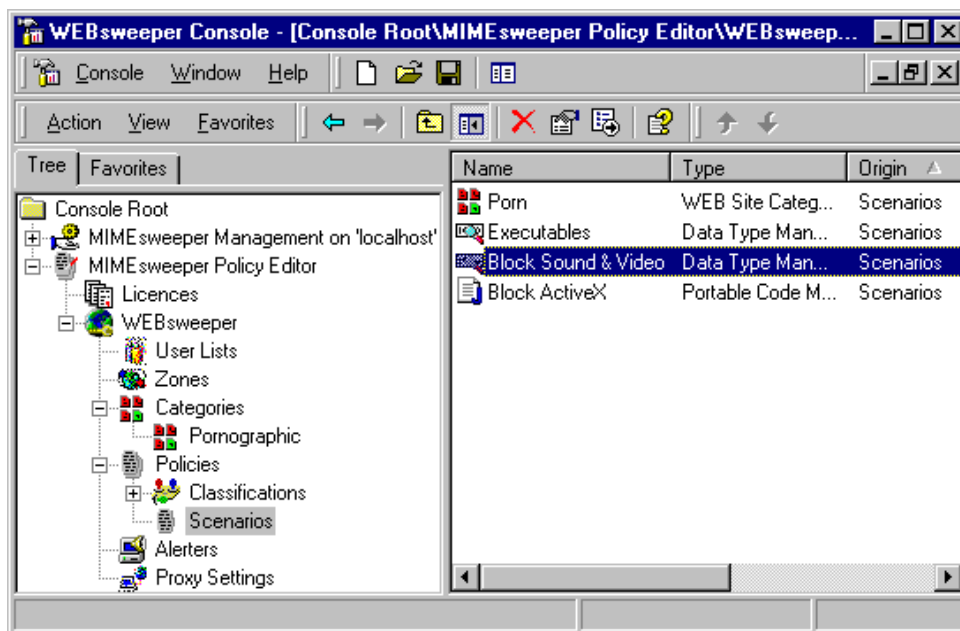 WEBsweeper Console - [Console Root\MIMEsweeper Policy Editor\WEBsweep...
Console Window Help
Action View Favorites
Tree Favorites
Console Root
MIMEsweeper Management on 'localhost'
MIMEsweeper Policy Editor
Licences
WEBsweeper
User Lists
Zones
Categories
Pornographic
Policies
Classifications
Scenarios
Alerters
Proxy Settings
Name Type Origin
Porn WEB Site Categ... Scenarios
Executables Data Type Man... Scenarios
Block Sound & Video Data Type Man... Scenarios
Block ActiveX Portable Code M... Scenarios